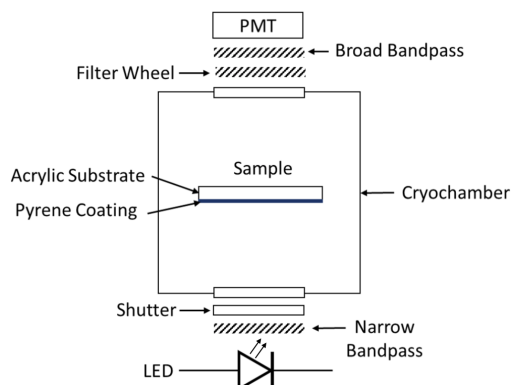 PMT
Broad Bandpass
Filter Wheel
Sample
Acrylic Substrate
Pyrene Coating
Cryochamber
Shutter
Narrow
Bandpass
LED